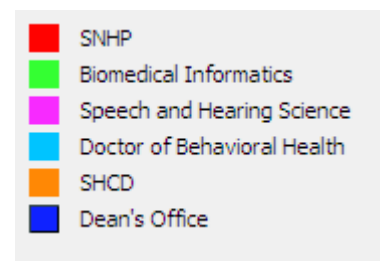 SNHP
Biomedical Informatics
Speech and Hearing Science
Doctor of Behavioral Health
SHCD
Dean's Office